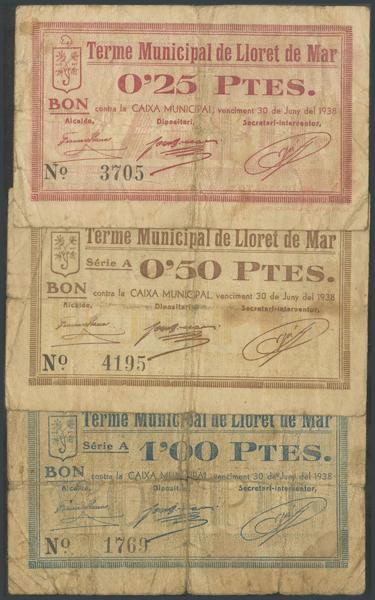 Terme Municipal de Lloret de Mar
0'25 PTES.
BON contra la CAIXA MUNICIPAL, venciment 30 de Juny del 1938
Alcalde, Dipositari, Secretari-Interventor,
Nº 3705
Terme Municipal de Lloret de Mar
Série A 0'50 PTES.
BON contra la CAIXA MUNICIPAL, venciment 30 de Juny del 1938
Alcalde, Dipositari Secretari-Interventor,
Nº 4195
Terme Municipal de Lloret de Mar
Série A 1'00 PTES.
BON contra la CAIXA MUNICIPAL venciment 30 de Juny del 1938
Alcalde, Dipositari Secretari-Interventor,
Nº 1769